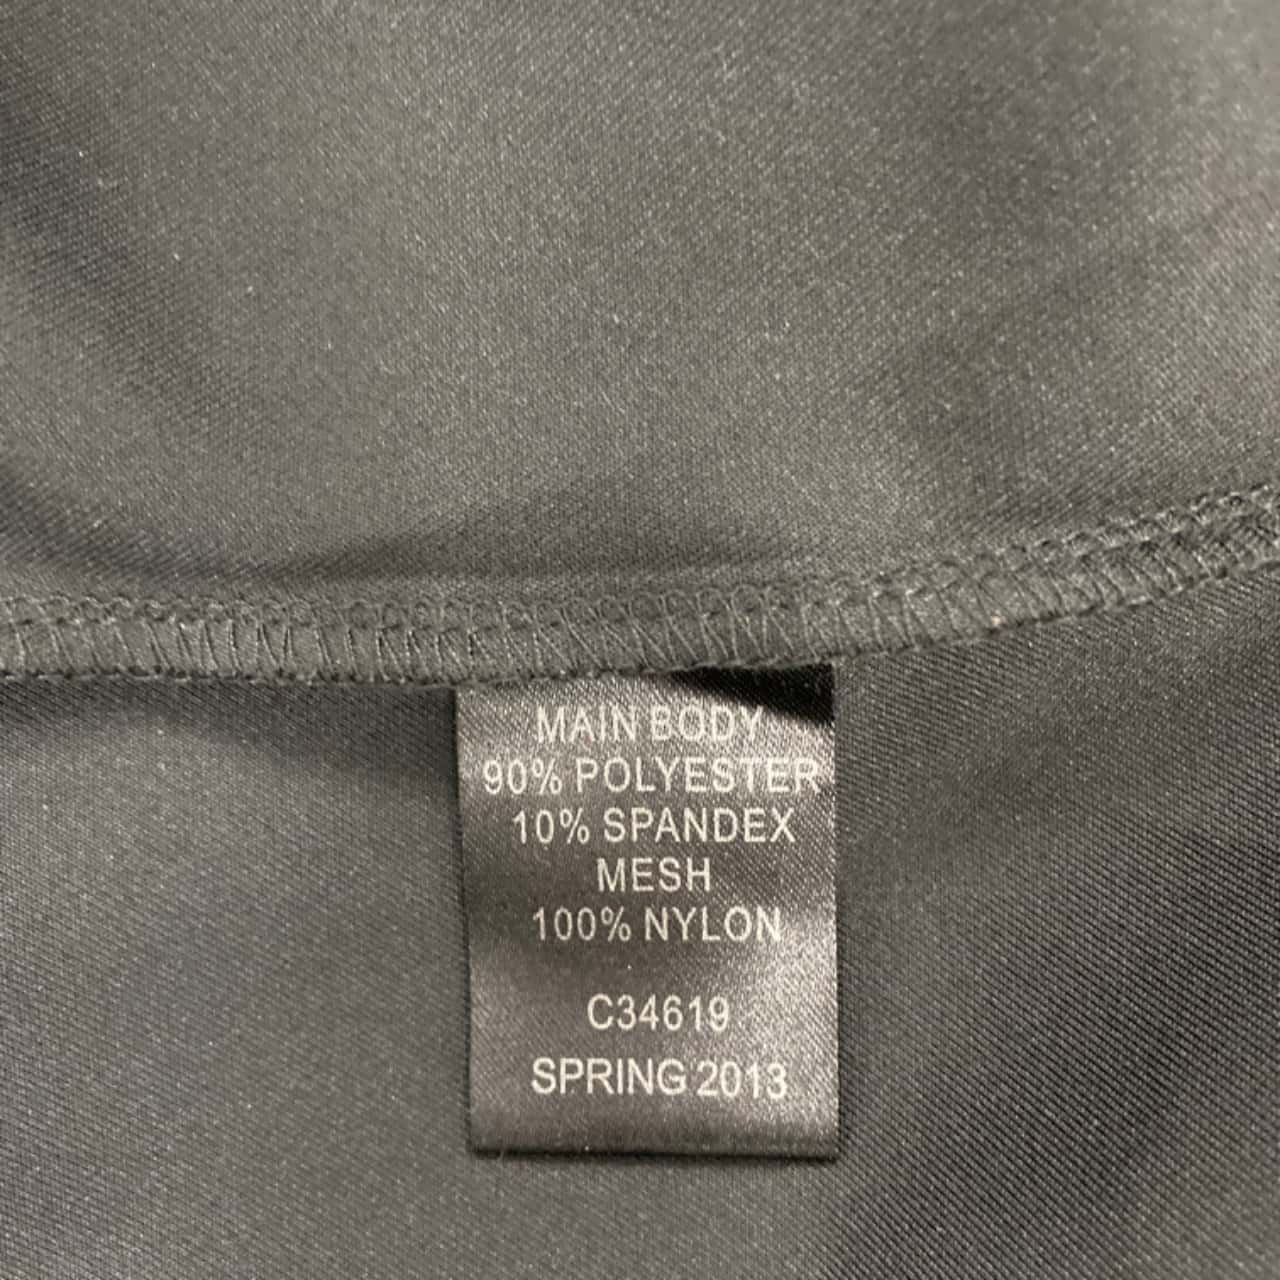 MAIN BODY
90% POLYESTER
10% SPANDEX
MESH
100% NYLON
C34619
SPRING 2013